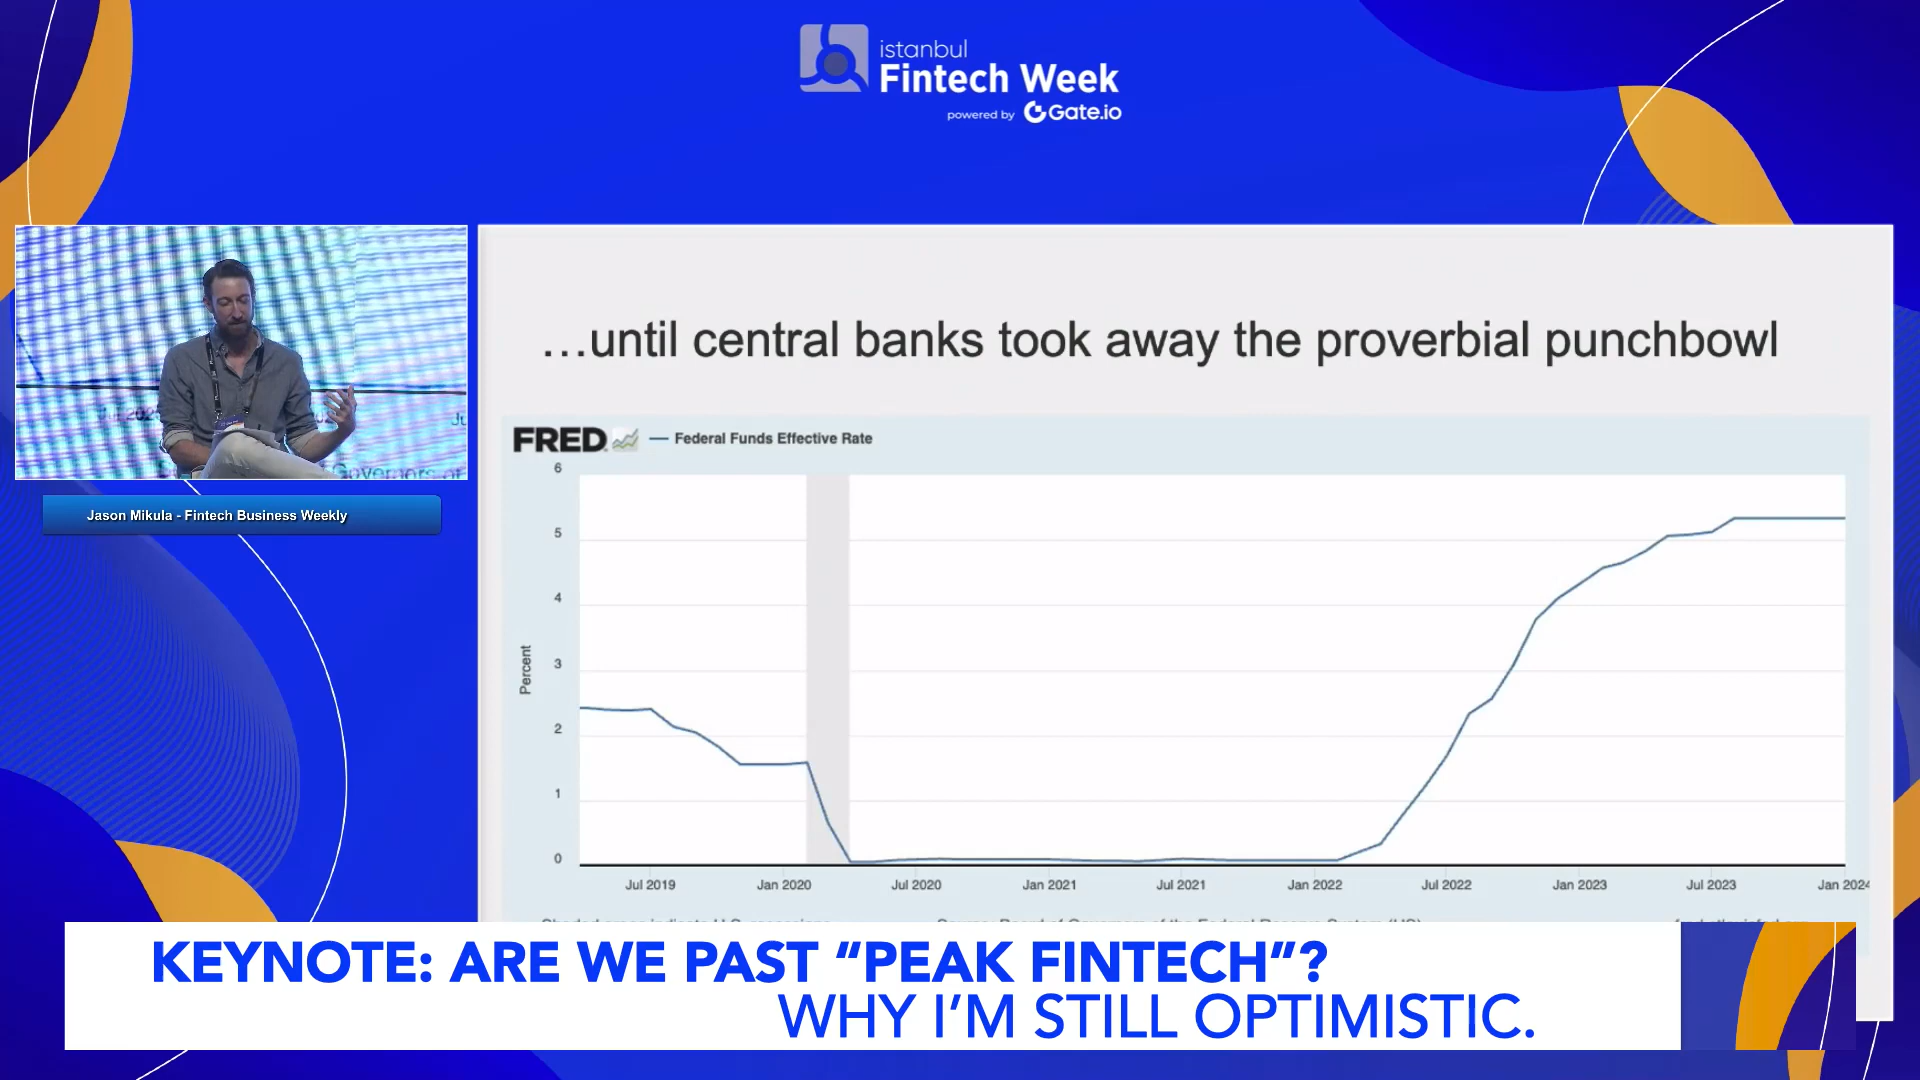 istanbul
Fintech Week
powered by Gate.io
…until central banks took away the proverbial punchbowl
FRED
Federal Funds Effective Rate
6
5
4
3
2
1
0
Percent
Jul 2019
Jan 2020
Jul 2020
Jan 2021
Jul 2021
Jan 2022
Jul 2022
Jan 2023
Jul 2023
Jan 2024
Jason Mikula - Fintech Business Weekly
KEYNOTE: ARE WE PAST “PEAK FINTECH“?
WHY I’M STILL OPTIMISTIC.